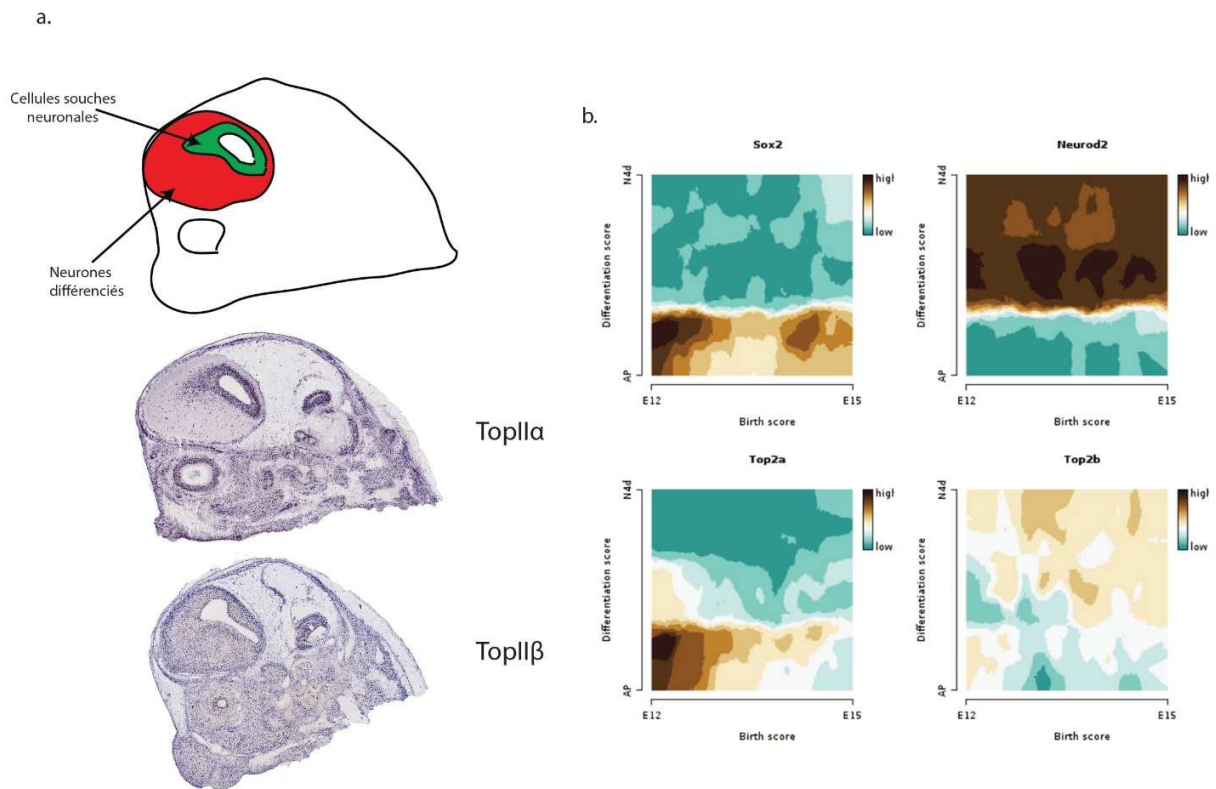 a.
Cellules souches
neuronales
Neurones
différenciés
TopIIα
TopIIβ
b.
Sox2
N4d
Differentiation score
AP
high
low
E12
E15
Birth score
Neurod2
N4d
Differentiation score
AP
high
low
E12
E15
Birth score
Top2a
N4d
Differentiation score
AP
high
low
E12
E15
Birth score
Top2b
N4d
Differentiation score
AP
high
low
E12
E15
Birth score